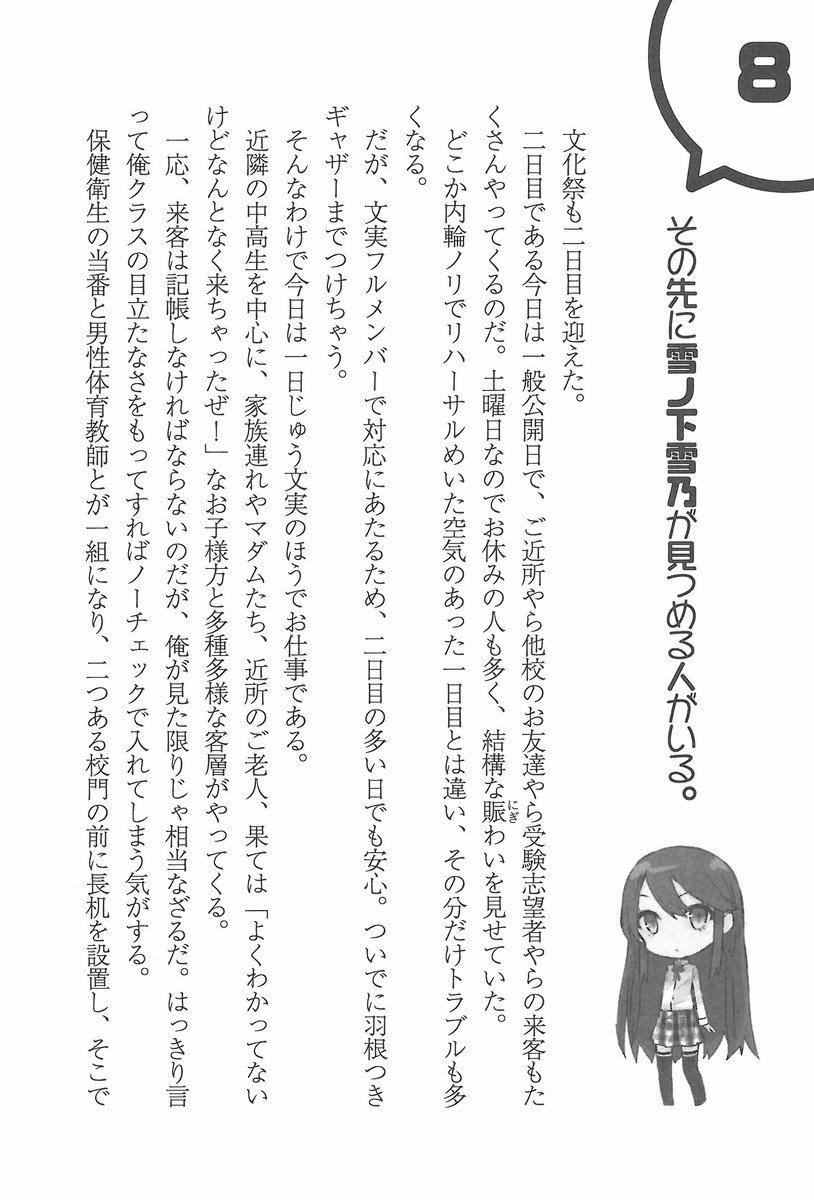 8
その先に雪ノ下雪乃が見つめる人がいる。
文化祭も二日目を迎えた。
二日目である今日は一般公開日で、ご近所やら他校のお友達やら受験志望者やらの来客もた
くさんやってくるのだ。土曜日なのでお休みの人も多く、結構な賑わいを見せていた。
にぎ
どこか内輪ノリでリハーサルめいた空気のあった一日目とは違い、その分だけトラブルも多
くなる。
だが、文実フルメンバーで対応にあたるため、二日目の多い日でも安心。ついでに羽根つき
ギャザーまでつけちゃう。
そんなわけで今日は一日じゅう文実のほうでお仕事である。
近隣の中高生を中心に、家族連れやマダムたち、近所のご老人、果ては「よくわかってない
けどなんとなく来ちゃったぜ！」なお子様方と多種多様な客層がやってくる。
一応、来客は記帳しなければならないのだが、俺が見た限りじゃ相当なざるだ。はっきり言
って俺クラスの目立たなさをもってすればノーチェックで入れてしまう気がする。
保健衛生の当番と男性体育教師とが一組になり、二つある校門の前に長机を設置し、そこで